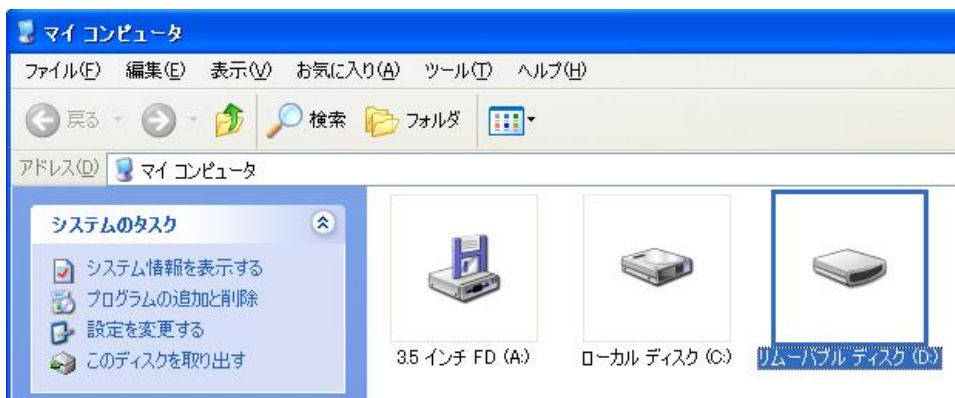 マイ コンピュータ
ファイル(F) 編集(E) 表示(V) お気に入り(A) ツール(T) ヘルプ(H)
戻る 検索 フォルダ
アドレス(D) マイ コンピュータ
システムのタスク
システム情報を表示する
プログラムの追加と削除
設定を変更する
このディスクを取り出す
3.5 インチ FD (A:)
ローカル ディスク (C:)
リムーバブル ディスク (D:)